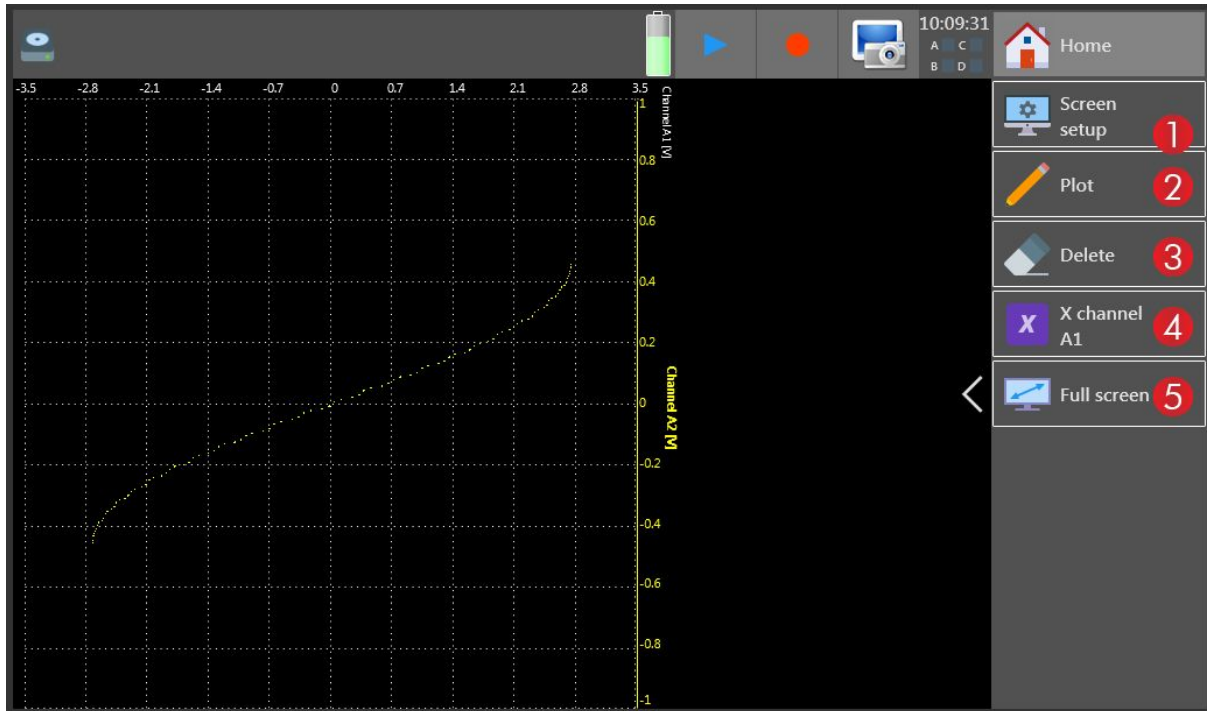 10:09:31
A C
B D
Home
-3.5 -2.8 -2.1 -1.4 -0.7 0 0.7 1.4 2.1 2.8 3.5
Channel A1 [V]
1
0.8
0.6
0.4
0.2
0
-0.2
-0.4
-0.6
-0.8
-1
Channel A2 [V]
Screen
setup
1
Plot
2
Delete
3
X
X channel
A1
4
Full screen
5